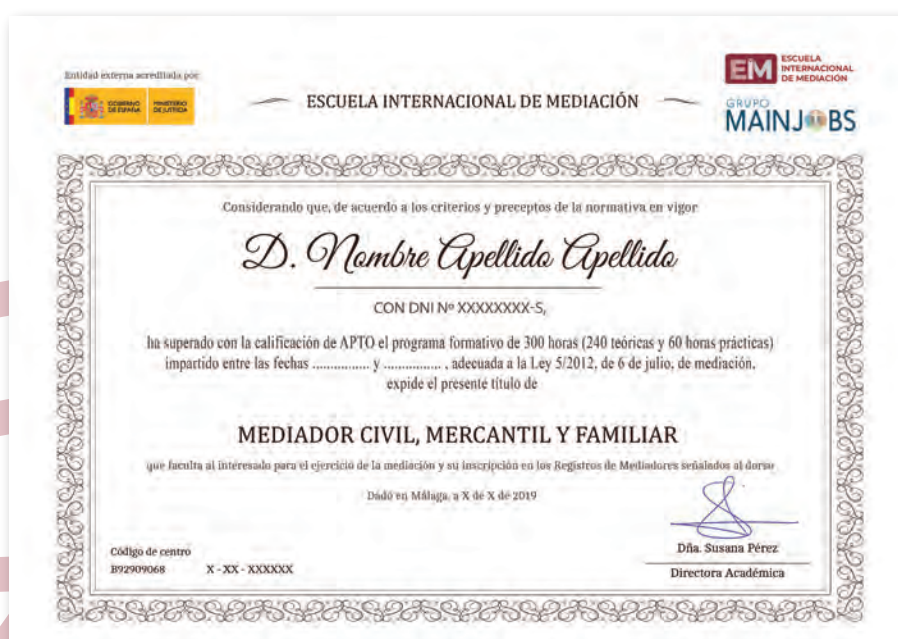 Entidad externa acreditada por
GOBIERNO DE ESPAÑA
MINISTERIO DE JUSTICIA
ESCUELA INTERNACIONAL DE MEDIACIÓN
EM
ESCUELA
INTERNACIONAL
DE MEDIACIÓN
GRUPO
MAINJOBS
Considerando que, de acuerdo a los criterios y preceptos de la normativa en vigor
D. Nombre Apellido Apellido
CON DNI Nº XXXXXXXX-S,
ha superado con la calificación de APTO el programa formativo de 300 horas (240 teóricas y 60 horas prácticas)
impartido entre las fechas ................ y ................ , adecuada a la Ley 5/2012, de 6 de julio, de mediación,
expide el presente título de
MEDIADOR CIVIL, MERCANTIL Y FAMILIAR
que faculta al interesado para el ejercicio de la mediación y su inscripción en los Registros de Mediadores señalados al dorso
Dado en Málaga, a X de X de 2019
Código de centro
B92909068 X - XX - XXXXXX
Dña. Susana Pérez
Directora Académica